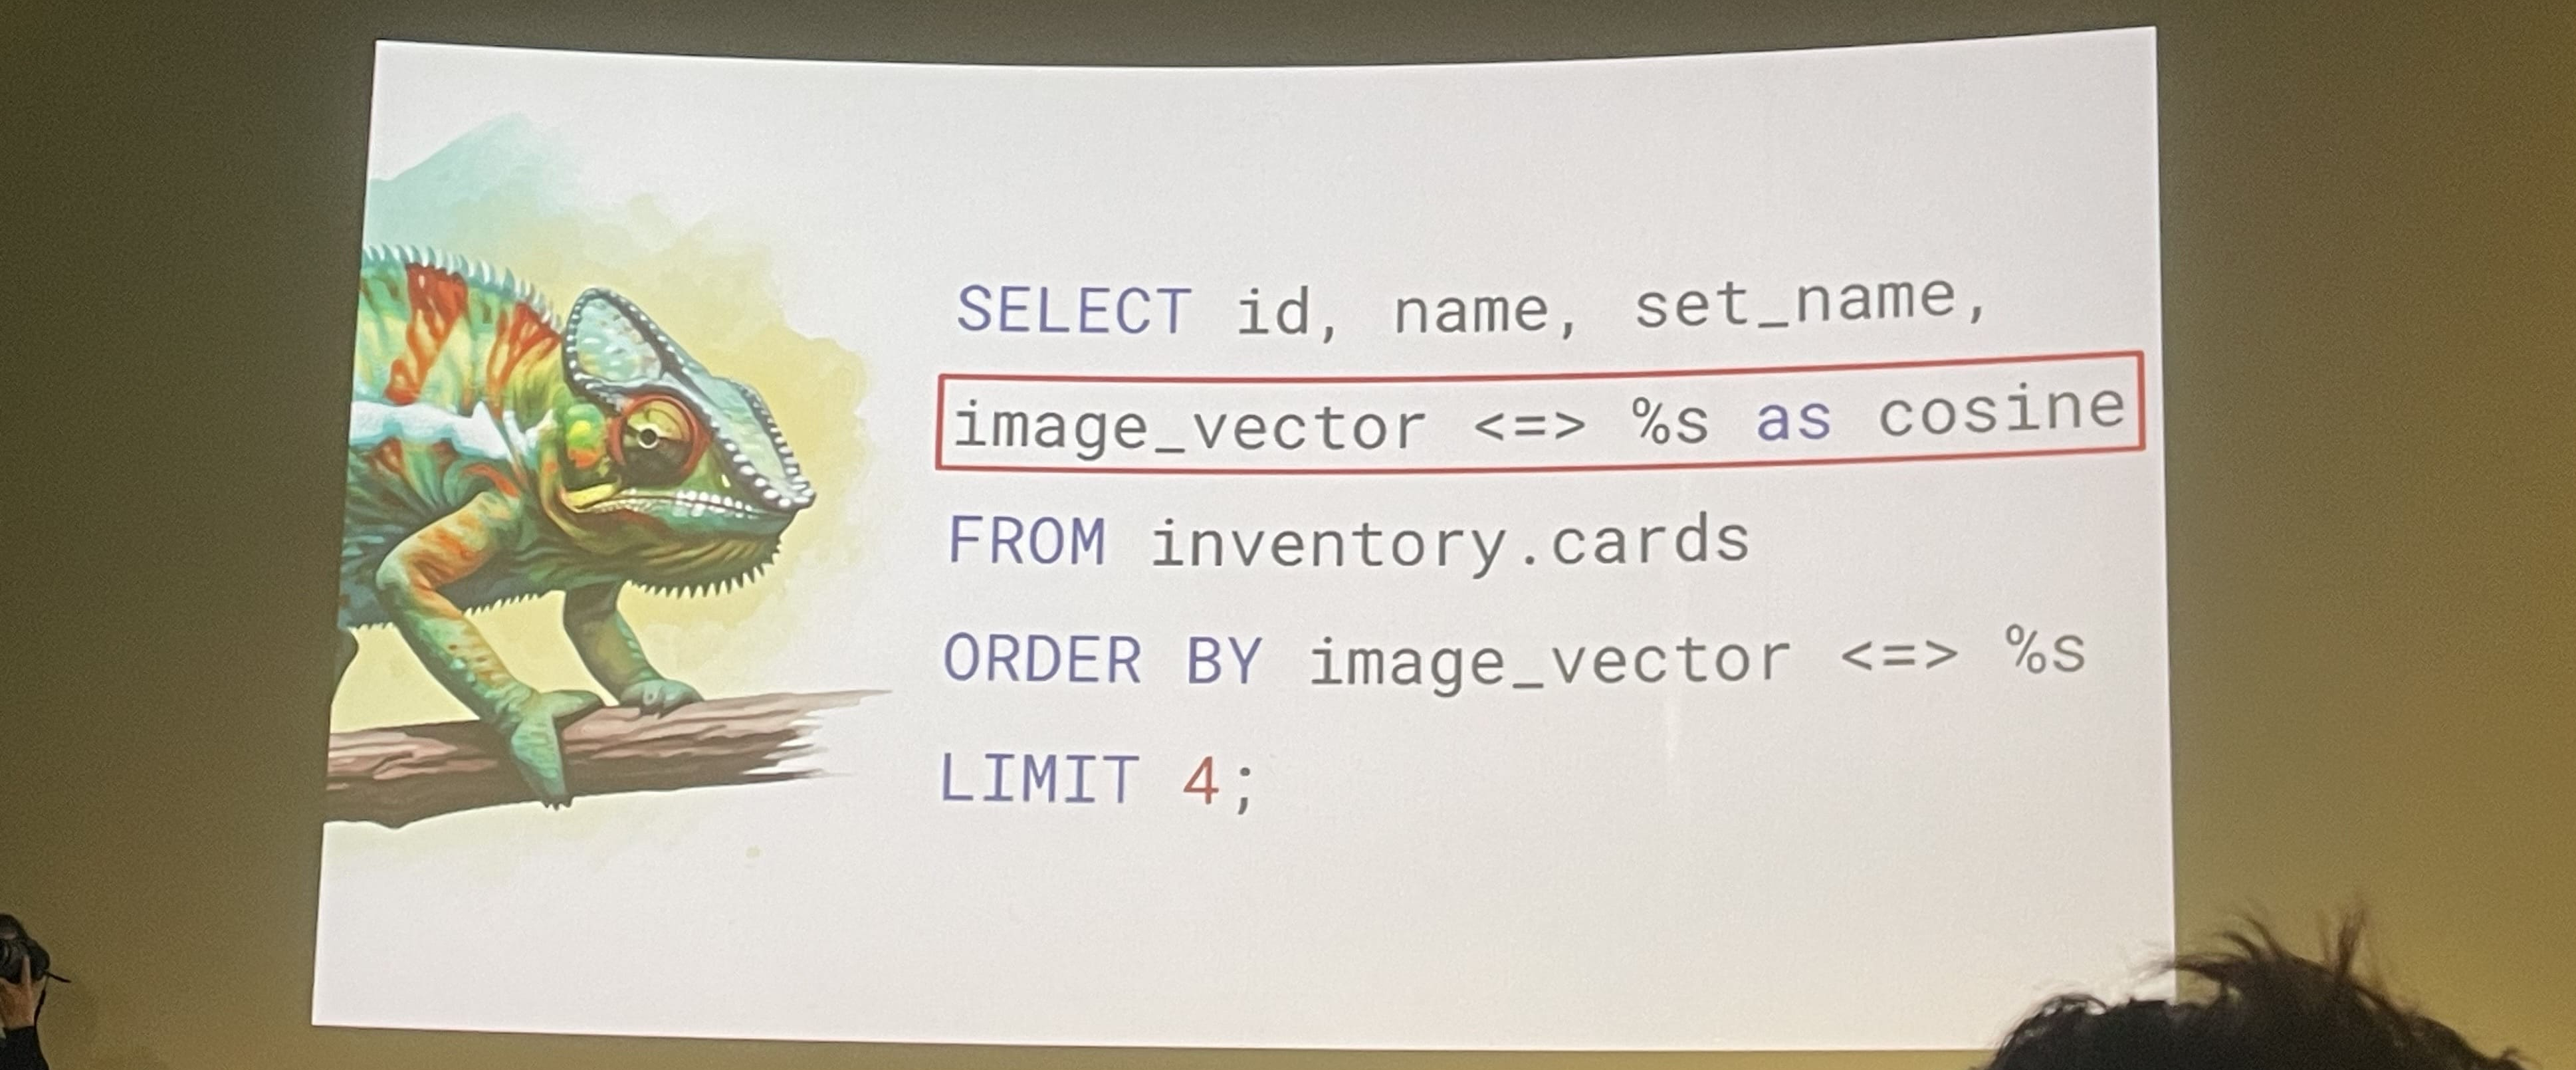 SELECT id, name, set_name,
image_vector <=> %s as cosine
FROM inventory.cards
ORDER BY image_vector <=> %s
LIMIT 4;